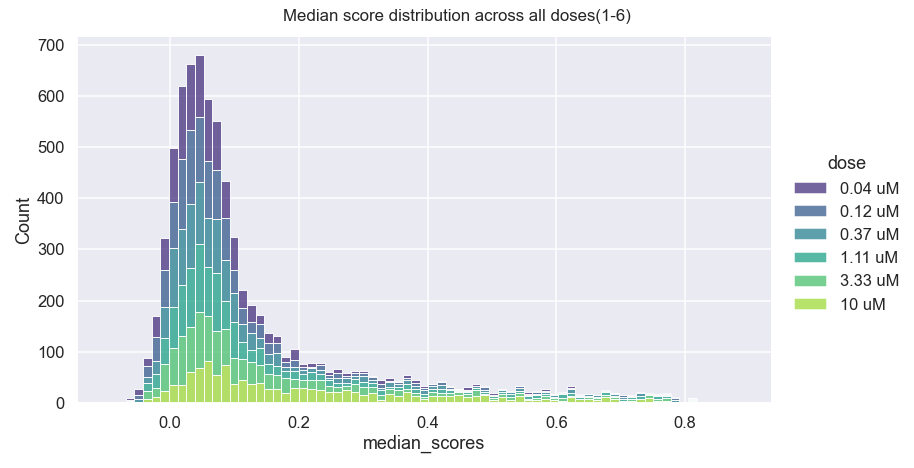 Median score distribution across all doses(1-6)
700
600
500
400
300
200
100
0
Count
0.0 0.2 0.4 0.6 0.8
median_scores
dose
0.04 uM
0.12 uM
0.37 uM
1.11 uM
3.33 uM
10 uM